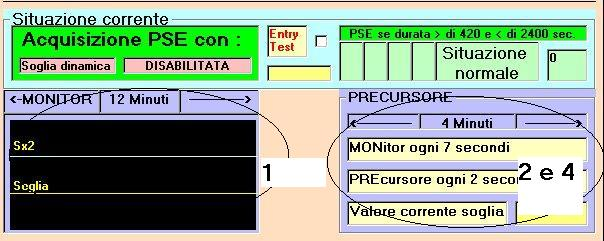 Situazione corrente
Acquisizione PSE con :
Soglia dinamica
DISABILITATA
Entry
Test
PSE se durata > di 420 e < di 2400 sec.
Situazione
normale
0
<-MONITOR
12 Minuti
Sx2
Soglia
1
PRECURSORE
4 Minuti
MONitor ogni 7 secondi
PREcursore ogni 2 seco
2 e 4
Valore corrente soglia